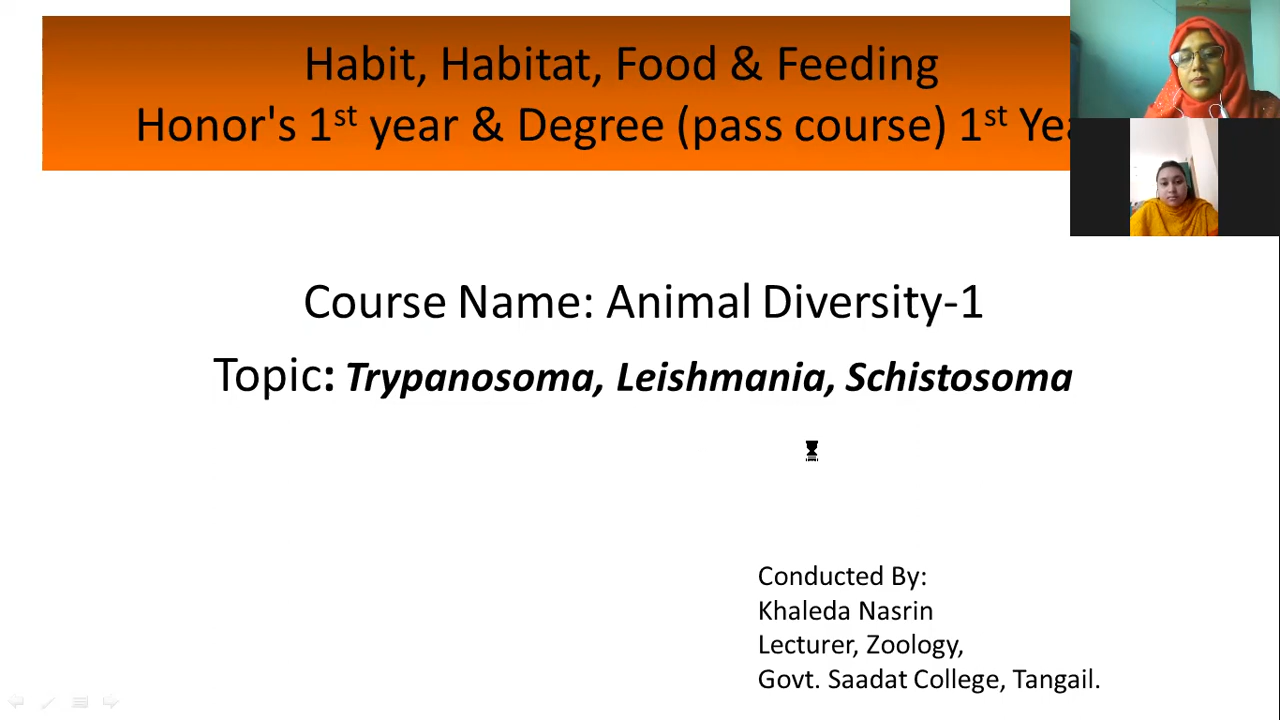 Habit, Habitat, Food & Feeding
Honor's 1st year & Degree (pass course) 1st
Course Name: Animal Diversity-1
Topic: Trypanosoma, Leishmania, Schistosoma
Conducted By:
Khaleda Nasrin
Lecturer, Zoology,
Govt. Saadat College, Tangail.